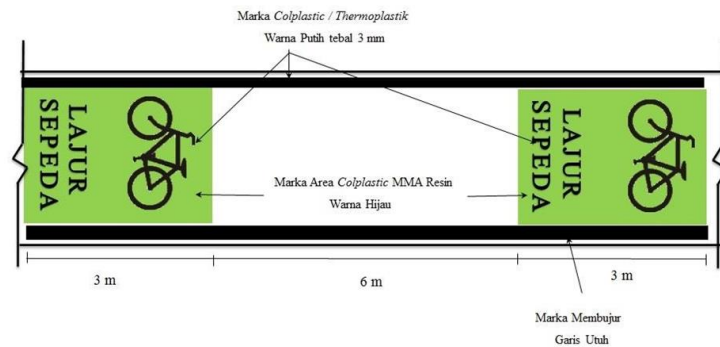 Marka Colplastic / Thermoplastik
Warna Putih tebal 3 mm
LAJUR
SEPEDA
LAJUR
SEPEDA
Marka Area Colplastic MMA Resin
Warna Hijau
3 m
6 m
3 m
Marka Membujur
Garis Utuh